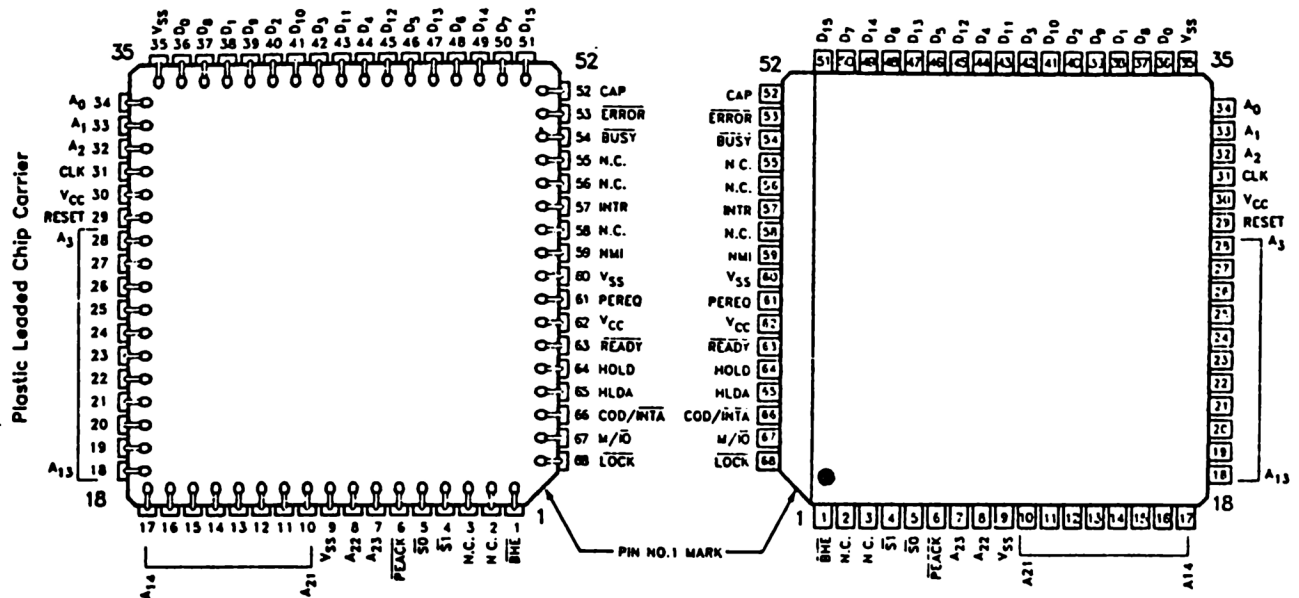 Plastic Leaded Chip Carrier
35
V_SS 35
D0 36
D8 37
D1 38
D9 39
D2 40
D10 41
D3 42
D11 43
D4 44
D12 45
D5 46
D13 47
D6 48
D14 49
D7 50
D15 51
52
A0 34
A1 33
A2 32
CLK 31
VCC 30
RESET 29
A3 28
27
26
25
24
23
22
21
20
19
A13 18
18
52 CAP
53 ERROR
54 BUSY
55 N.C.
56 N.C.
57 INTR
58 N.C.
59 NMI
60 VSS
61 PEREQ
62 VCC
63 READY
64 HOLD
65 HLDA
66 COD/INTA
67 M/IO
68 LOCK
17 16 15 14 13 12 11 10 9 8 7 6 5 4 3 2 1
1
A14
A21
VSS
A22
A23
PEACK
S0
S1
N.C.
N.C.
BHE
PIN NO.1 MARK
52
D15 51
D7 50
D14 49
D6 48
D13 47
D5 46
D12 45
D4 44
D11 43
D3 42
D10 41
D2 40
D9 39
D1 38
D8 37
D0 36
VSS 35
35
CAP 52
ERROR 53
BUSY 54
N.C. 55
N.C. 56
INTR 57
N.C. 58
NMI 59
VSS 60
PEREQ 61
VCC 62
READY 63
HOLD 64
HLDA 65
COD/INTA 66
M/IO 67
LOCK 68
34 A0
33 A1
32 A2
31 CLK
30 VCC
29 RESET
28 A3
27
26
25
24
23
22
21
20
19
18 A13
18
1
1 2 3 4 5 6 7 8 9 10 11 12 13 14 15 16 17
BHE
N.C.
N.C.
S1
S0
PEACK
A23
A22
VSS
A21
A14